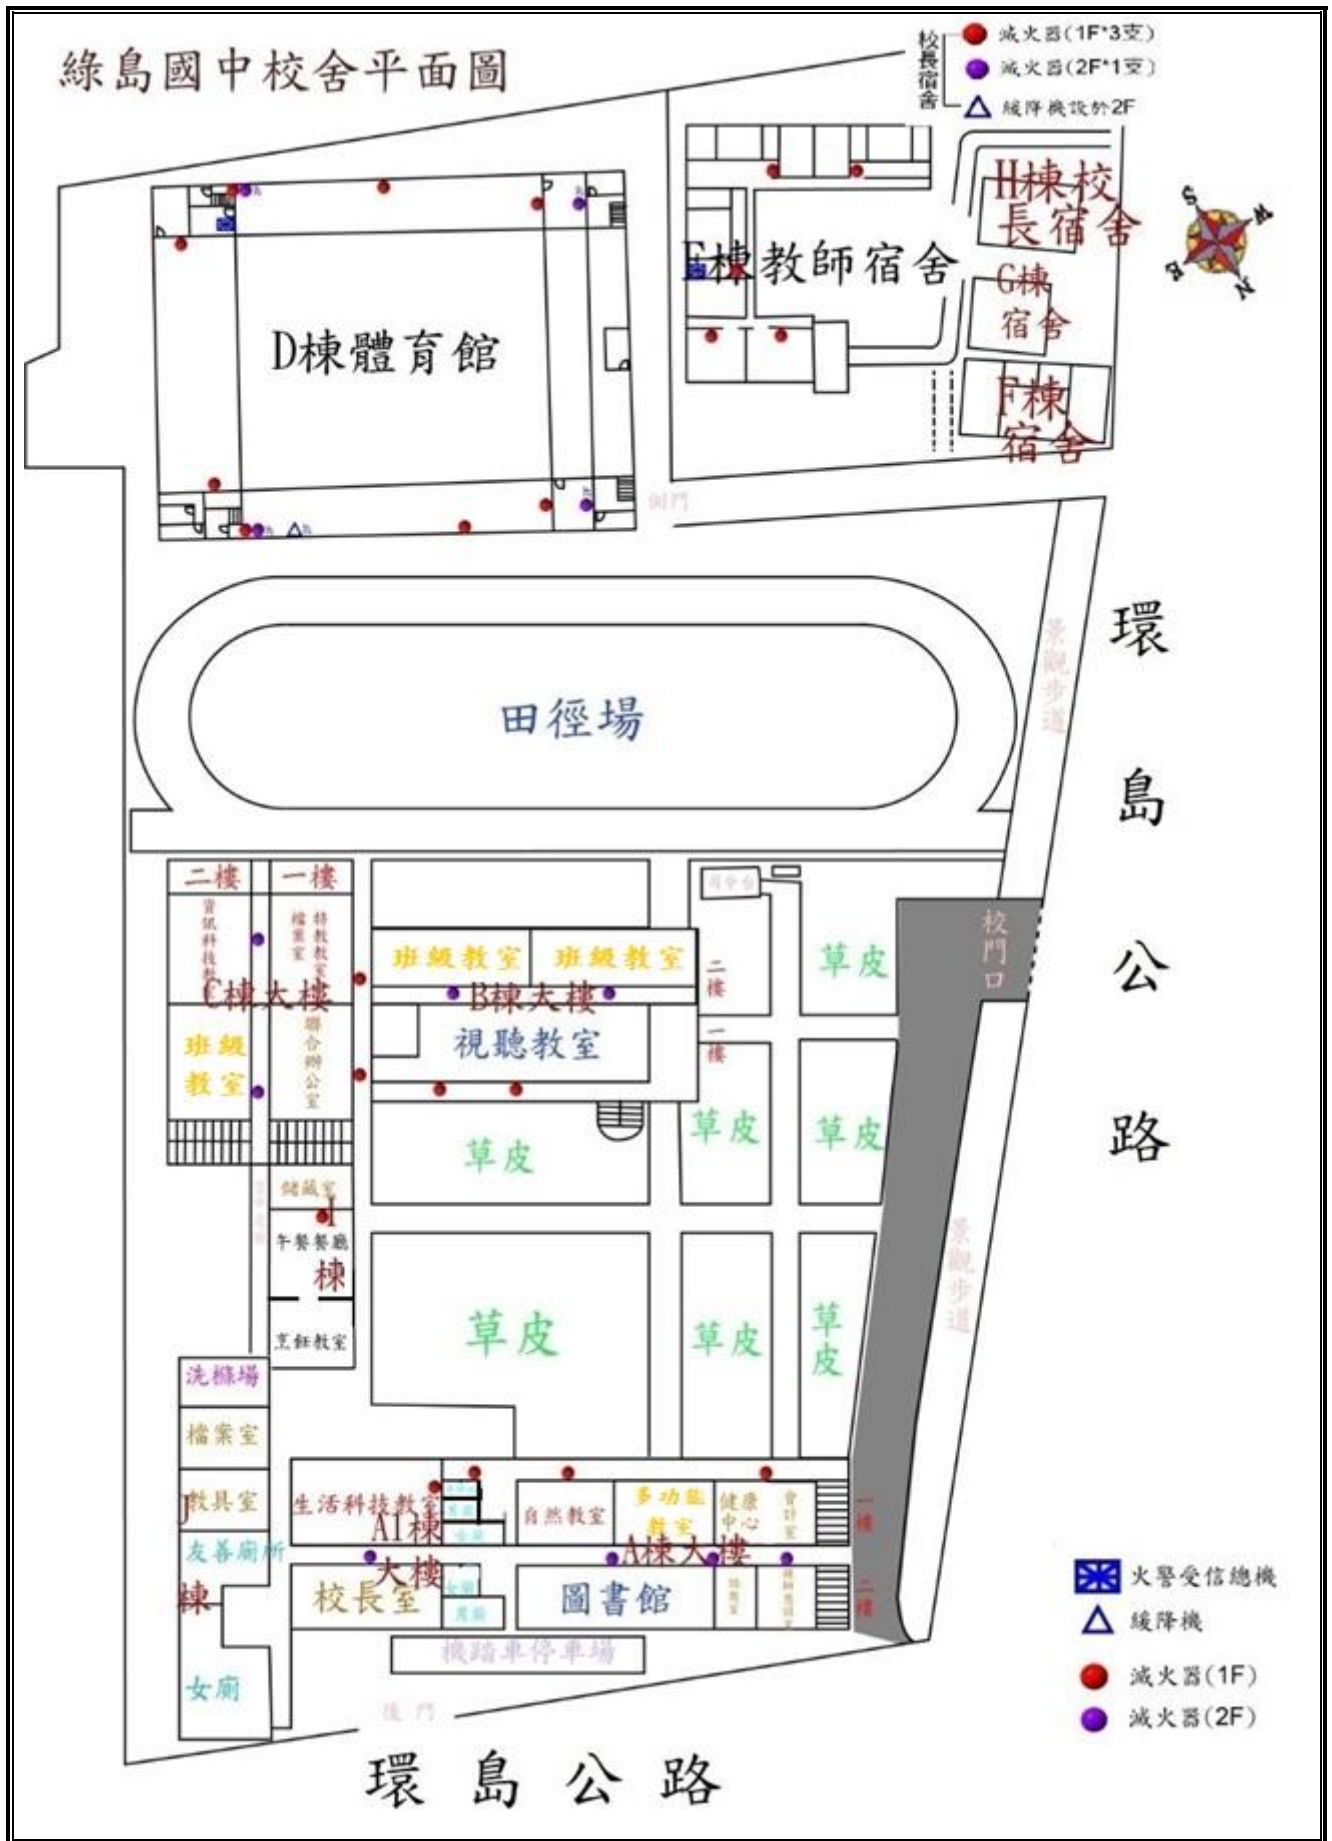 綠島國中校舍平面圖
校長宿舍
滅火器(1F*3支)
滅火器(2F*1支)
緩降機設於2F
H棟校
長宿舍
S
W
E
N
E棟教師宿舍
G棟
宿舍
D棟體育館
F棟
宿舍
側門
環島公路
景觀步道
田徑場
二樓
一樓
司令台
資訊科技教
特教教室
檔案室
班級教室
班級教室
二樓
草皮
校門口
C棟大樓
B棟大樓
班級
教室
聯合辦公室
視聽教室
一樓
草皮
草皮
草皮
儲藏室
I
午餐餐廳
棟
景觀步道
烹飪教室
草皮
草皮
草皮
洗滌場
檔案室
教具室
J
生活科技教室
自然教室
多功能
教室
健康
中心
會計室
一樓
A1棟
大樓
女廁
A棟大樓
友善廁所
棟
校長室
女廁
男廁
圖書館
二樓
女廁
機踏車停車場
後門
環島公路
火警受信總機
緩降機
滅火器(1F)
滅火器(2F)